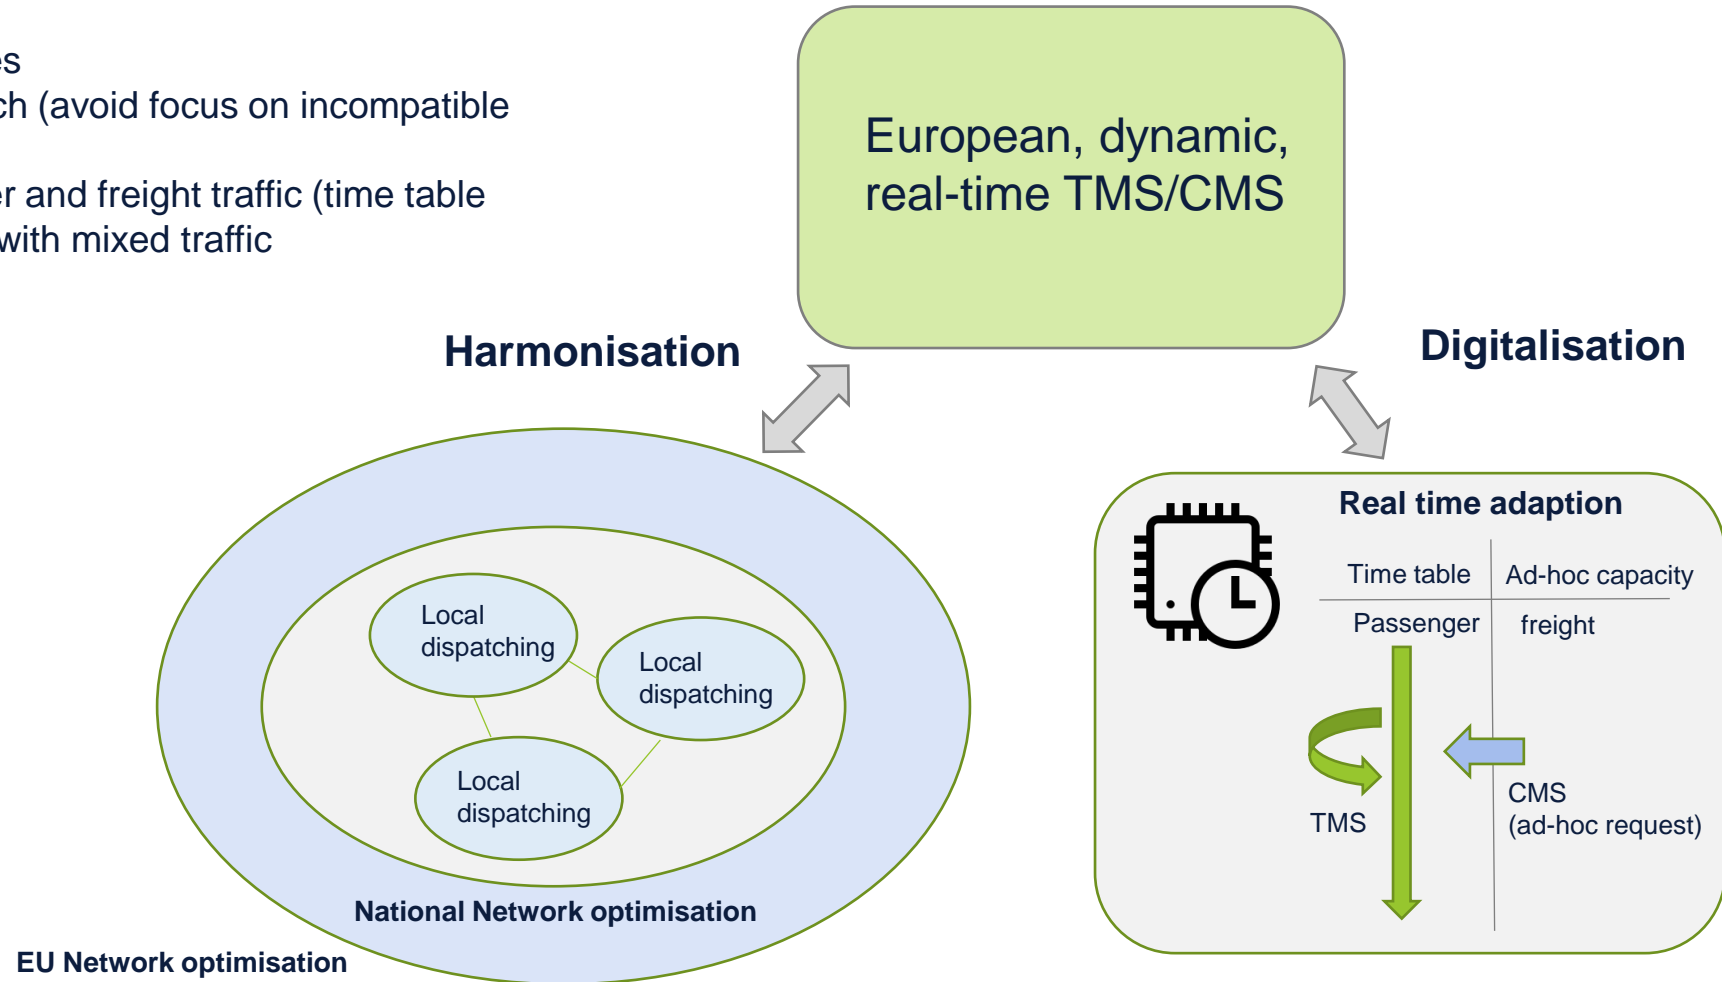 es
ch (avoid focus on incompatible
er and freight traffic (time table
with mixed traffic
European, dynamic,
real-time TMS/CMS
Harmonisation
Digitalisation
Local
dispatching
Local
dispatching
Local
dispatching
National Network optimisation
EU Network optimisation
Real time adaption
Time table
Ad-hoc capacity
Passenger
freight
TMS
CMS
(ad-hoc request)